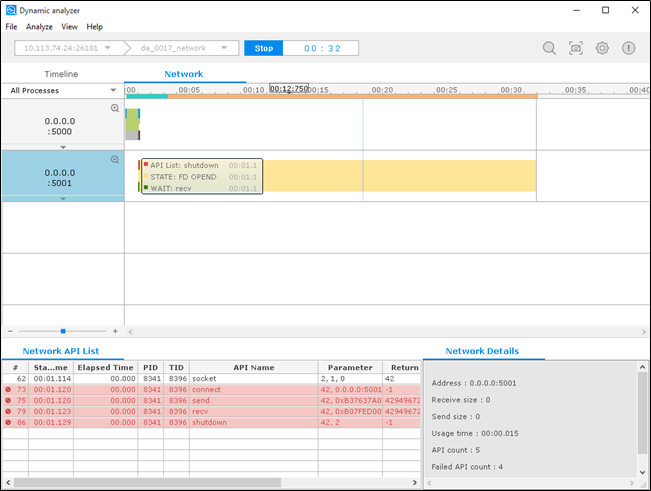 Dynamic analyzer
File Analyze View Help
10.113.74.24:26101 da_0017_network Stop 00 : 32
Timeline Network
All Processes :00 00:05 00:10 00:12:750 00:15 00:20 00:25 00:30 00:35 00:40
0.0.0.0
:5000
0.0.0.0
:5001
API List: shutdown 00:01.1
STATE: FD OPEND 00:01.1
WAIT: recv 00:01.1
Network API List Network Details
# Sta...me Elapsed Time PID TID API Name Parameter Return
62 00:01.114 00.000 8341 8396 socket 2, 1, 0 42
73 00:01.120 00.000 8341 8396 connect 42, 0.0.0.0:5001 -1
75 00:01.120 00.000 8341 8396 send 42, 0xB37637A0 42949672
79 00:01.123 00.000 8341 8396 recv 42, 0xB07FED00 42949672
86 00:01.129 00.000 8341 8396 shutdown 42, 2 -1
Address : 0.0.0.0:5001
Receive size : 0
Send size : 0
Usage time : 00:00.015
API count : 5
Failed API count : 4